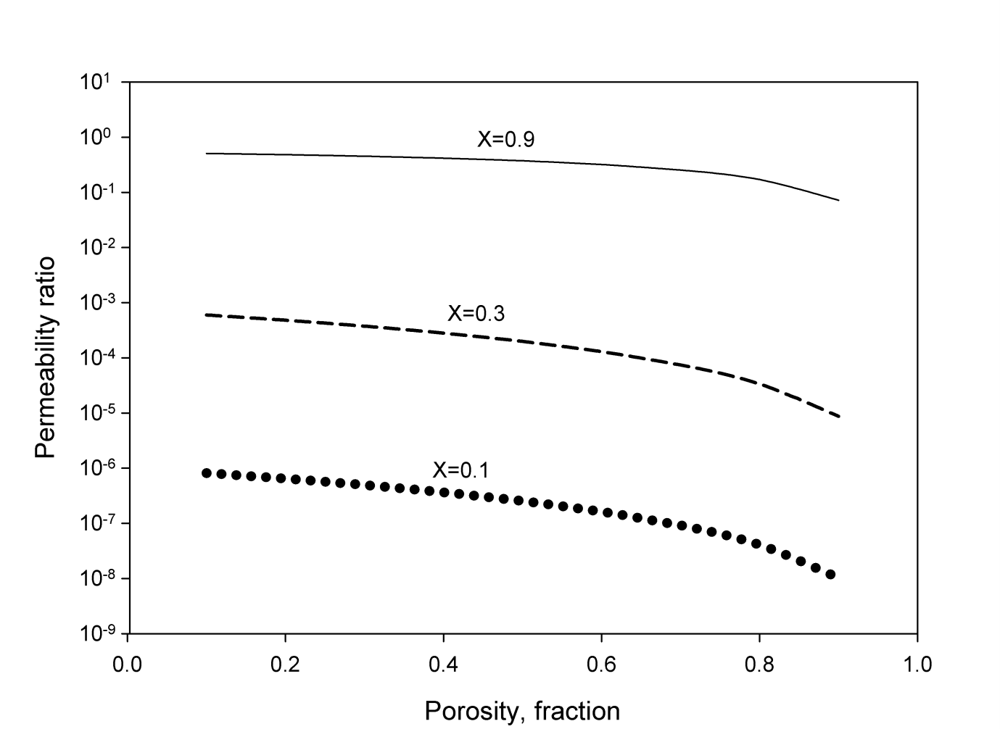 10¹
10⁰
X=0.9
10⁻¹
10⁻²
10⁻³
X=0.3
10⁻⁴
10⁻⁵
10⁻⁶
X=0.1
10⁻⁷
10⁻⁸
10⁻⁹
Permeability ratio
0.0 0.2 0.4 0.6 0.8 1.0
Porosity, fraction